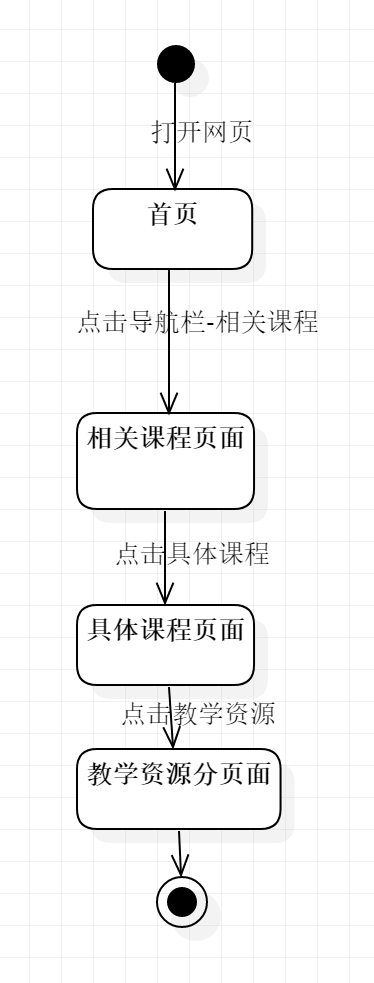 打开网页
首页
点击导航栏-相关课程
相关课程页面
点击具体课程
具体课程页面
点击教学资源
教学资源分页面